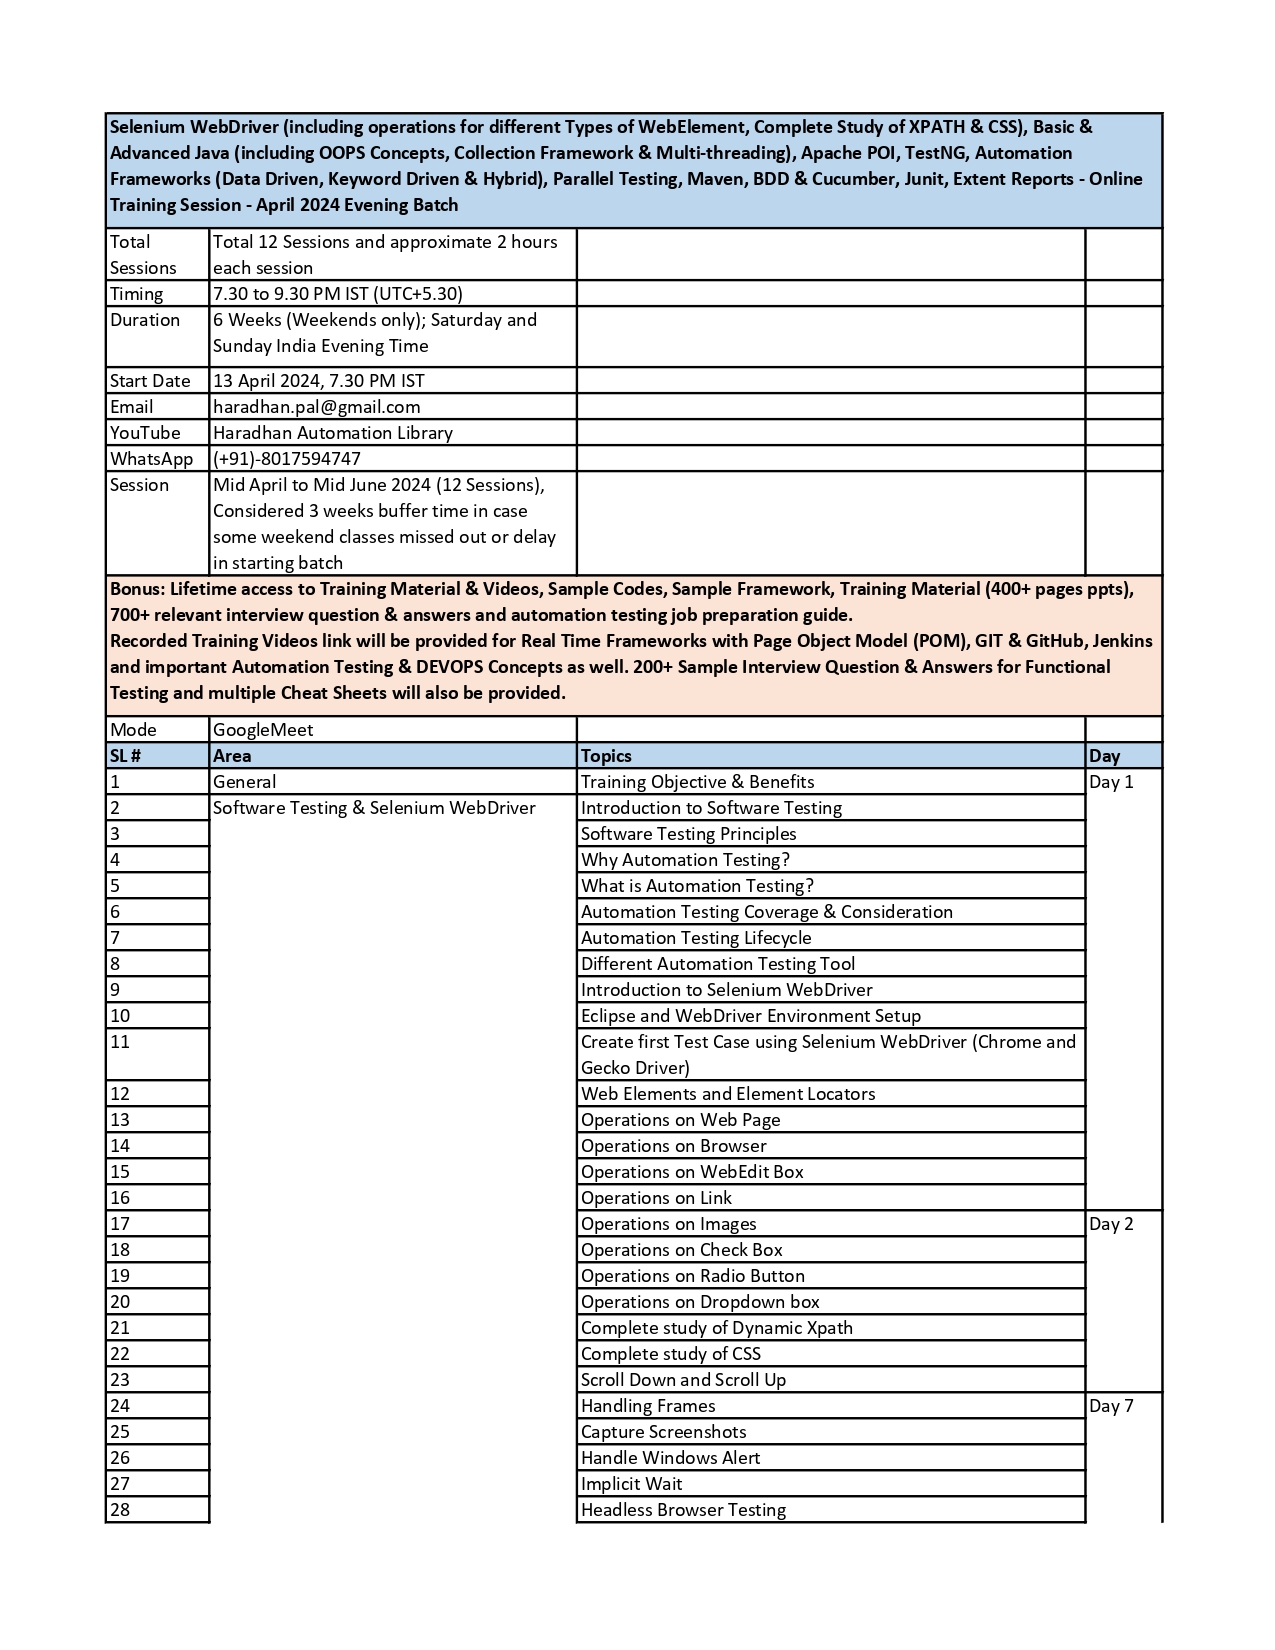 Selenium WebDriver (including operations for different Types of WebElement, Complete Study of XPATH & CSS), Basic &
Advanced Java (including OOPS Concepts, Collection Framework & Multi-threading), Apache POI, TestNG, Automation
Frameworks (Data Driven, Keyword Driven & Hybrid), Parallel Testing, Maven, BDD & Cucumber, Junit, Extent Reports - Online
Training Session - April 2024 Evening Batch
Total Sessions Total 12 Sessions and approximate 2 hours each session
Timing 7.30 to 9.30 PM IST (UTC+5.30)
Duration 6 Weeks (Weekends only); Saturday and
Sunday India Evening Time
Start Date 13 April 2024, 7.30 PM IST
Email haradhan.pal@gmail.com
YouTube Haradhan Automation Library
WhatsApp (+91)-8017594747
Session Mid April to Mid June 2024 (12 Sessions),
Considered 3 weeks buffer time in case
some weekend classes missed out or delay
in starting batch
Bonus: Lifetime access to Training Material & Videos, Sample Codes, Sample Framework, Training Material (400+ pages ppts),
700+ relevant interview question & answers and automation testing job preparation guide.
Recorded Training Videos link will be provided for Real Time Frameworks with Page Object Model (POM), GIT & GitHub, Jenkins
and important Automation Testing & DEVOPS Concepts as well. 200+ Sample Interview Question & Answers for Functional
Testing and multiple Cheat Sheets will also be provided.
Mode GoogleMeet
SL # Area Topics Day
1 General Training Objective & Benefits Day 1
2 Software Testing & Selenium WebDriver Introduction to Software Testing
3 Software Testing Principles
4 Why Automation Testing?
5 What is Automation Testing?
6 Automation Testing Coverage & Consideration
7 Automation Testing Lifecycle
8 Different Automation Testing Tool
9 Introduction to Selenium WebDriver
10 Eclipse and WebDriver Environment Setup
11 Create first Test Case using Selenium WebDriver (Chrome and
Gecko Driver)
12 Web Elements and Element Locators
13 Operations on Web Page
14 Operations on Browser
15 Operations on WebEdit Box
16 Operations on Link
17 Operations on Images Day 2
18 Operations on Check Box
19 Operations on Radio Button
20 Operations on Dropdown box
21 Complete study of Dynamic Xpath
22 Complete study of CSS
23 Scroll Down and Scroll Up
24 Handling Frames Day 7
25 Capture Screenshots
26 Handle Windows Alert
27 Implicit Wait
28 Headless Browser Testing